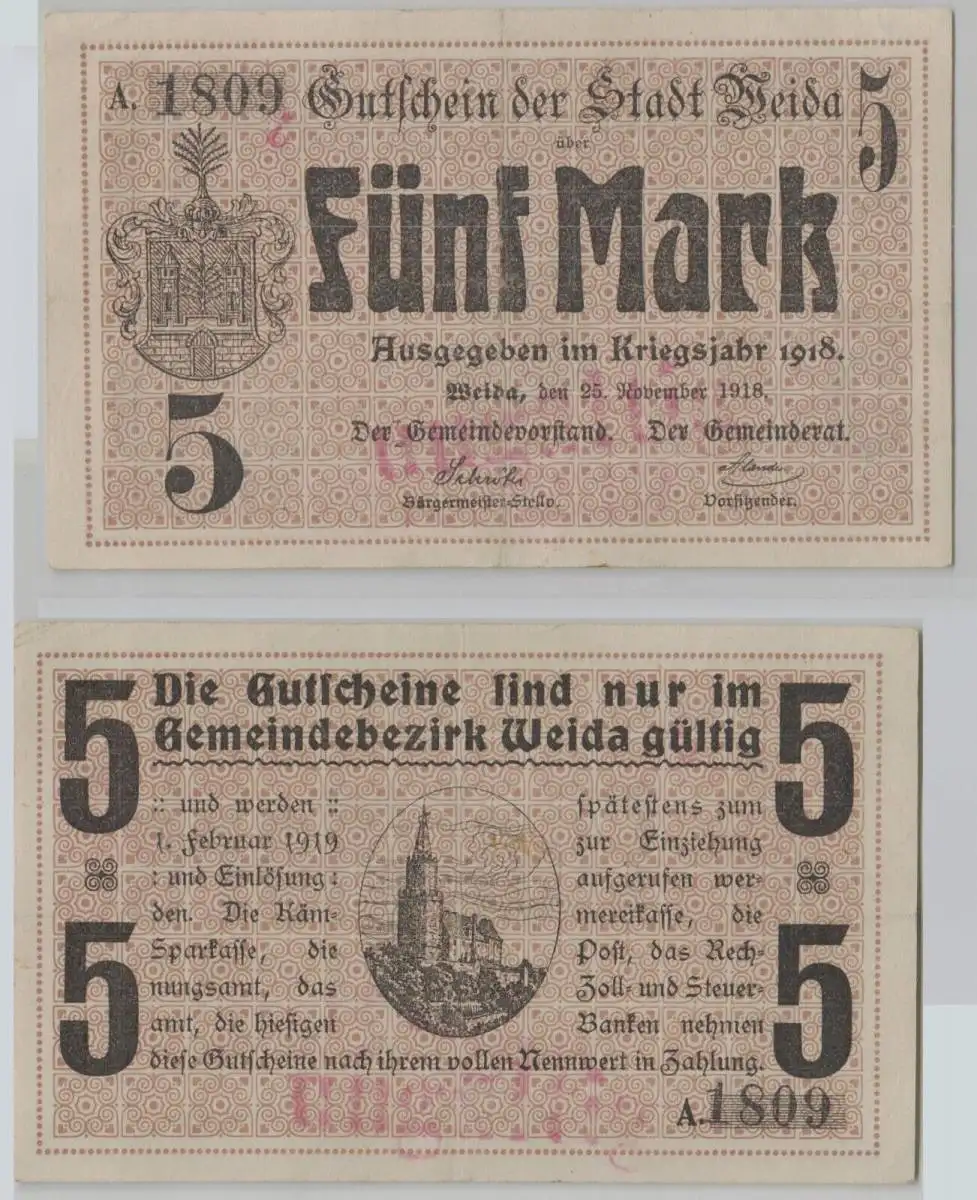 A. 1809 Gutschein der Stadt Weida 5
über
Fünf Mark
Ausgegeben im Kriegsjahr 1918.
Weida, den 25. November 1918.
Der Gemeindevorstand. Der Gemeinderat.
5
Bürgermeister-Stellv. Vorsitzender.
5 Die Gutscheine sind nur im 5
Gemeindebezirk Weida gültig
:: und werden :: spätestens zum
1. Februar 1919 zur Einziehung
: und Einlösung : aufgerufen wer-
den. Die Käm- mereikasse, die
5 Sparkasse, die Post, das Rech- 5
nungsamt, das Zoll- und Steuer-
amt, die hiesigen Banken nehmen
diese Gutscheine nach ihrem vollen Nennwert in Zahlung.
ungültig
A. 1809